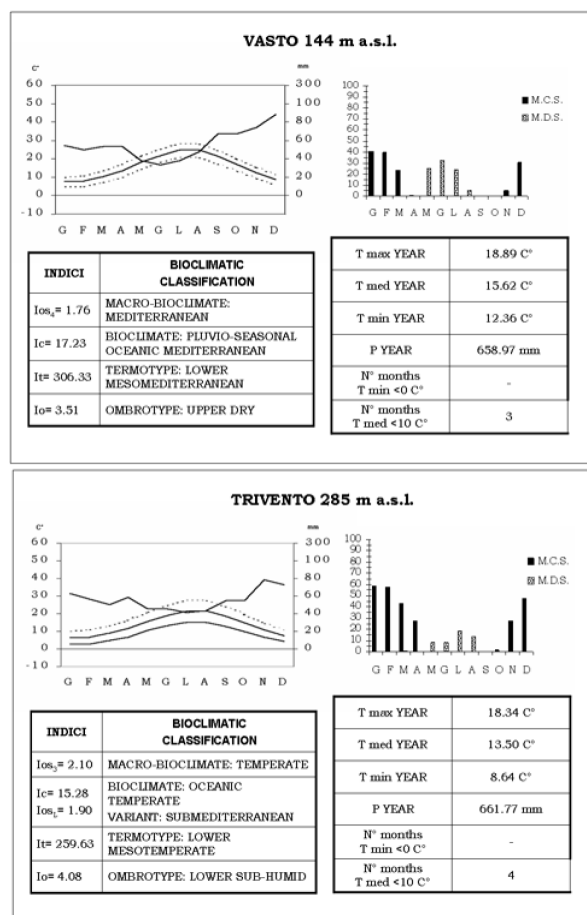 VASTO 144 m a.s.l.
C° mm
60 300
50 100
40 80
30 60
20 40
10 20
0 0
-10
G F M A M G L A S O N D
100
90
80
70
60
50
40
30
20
10
0
G F M A M G L A S O N D
M.C.S.
M.D.S.
INDICI BIOCLIMATIC
CLASSIFICATION
Ios4= 1.76 MACRO-BIOCLIMATE:
MEDITERRANEAN
Ic= 17.23 BIOCLIMATE: PLUVIO-SEASONAL
OCEANIC MEDITERRANEAN
It= 306.33 TERMOTYPE: LOWER
MESOMEDITERRANEAN
Io= 3.51 OMBROTYPE: UPPER DRY
T max YEAR 18.89 C°
T med YEAR 15.62 C°
T min YEAR 12.36 C°
P YEAR 658.97 mm
N° months
T min <0 C° -
N° months
T med <10 C° 3
TRIVENTO 285 m a.s.l.
C° mm
60 300
50 100
40 80
30 60
20 40
10 20
0 0
-10
G F M A M G L A S O N D
100
90
80
70
60
50
40
30
20
10
0
G F M A M G L A S O N D
M.C.S.
M.D.S.
INDICI BIOCLIMATIC
CLASSIFICATION
Ios3= 2.10 MACRO-BIOCLIMATE: TEMPERATE
Ic= 15.28 BIOCLIMATE: OCEANIC
TEMPERATE
Ios4= 1.90 VARIANT: SUBMEDITERRANEAN
It= 259.63 TERMOTYPE: LOWER
MESOTEMPERATE
Io= 4.08 OMBROTYPE: LOWER SUB-HUMID
T max YEAR 18.34 C°
T med YEAR 13.50 C°
T min YEAR 8.64 C°
P YEAR 661.77 mm
N° months
T min <0 C° -
N° months
T med <10 C° 4